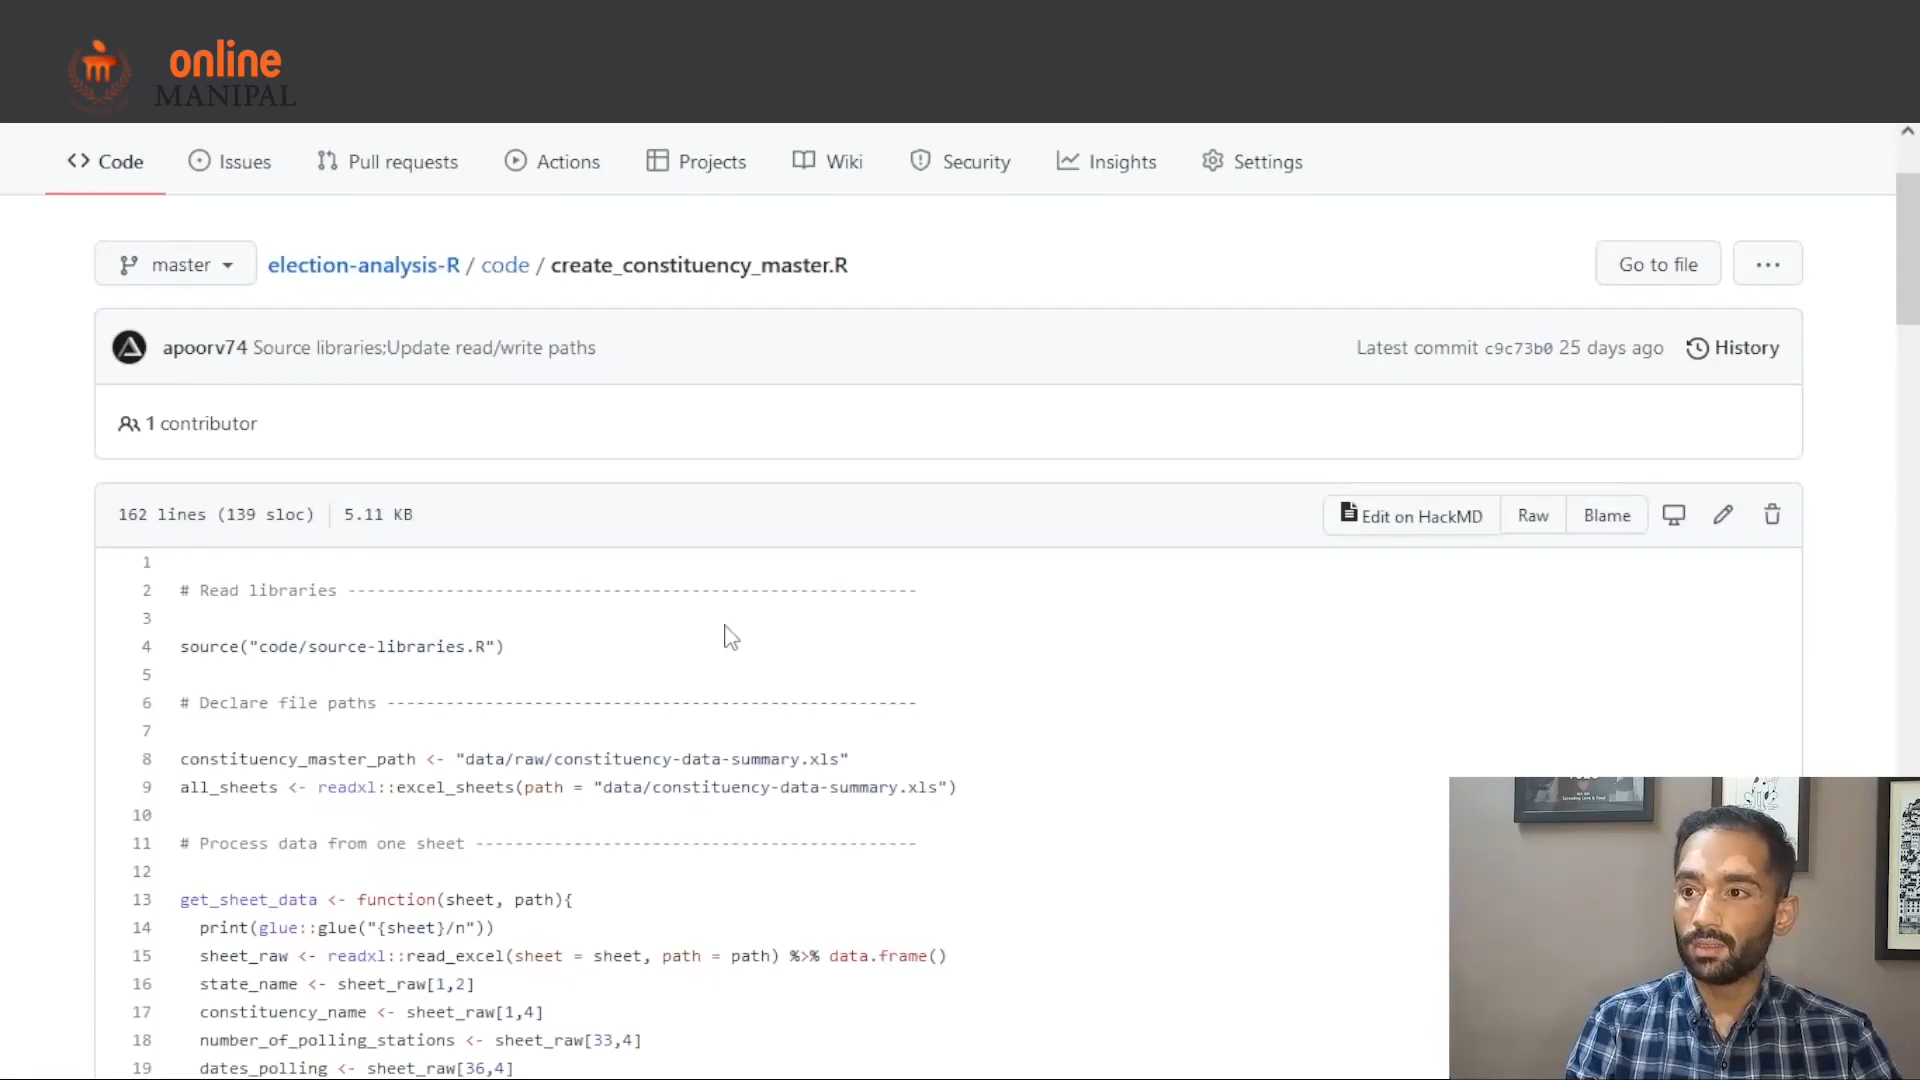 online
MANIPAL
Code Issues Pull requests Actions Projects Wiki Security Insights Settings
master election-analysis-R / code / create_constituency_master.R Go to file ...
apoorv74 Source libraries;Update read/write paths Latest commit c9c73b0 25 days ago History
1 contributor
162 lines (139 sloc) 5.11 KB Edit on HackMD Raw Blame
1
2 # Read libraries ----------------------------------------------------------
3
4 source("code/source-libraries.R")
5
6 # Declare file paths ------------------------------------------------------
7
8 constituency_master_path <- "data/raw/constituency-data-summary.xls"
9 all_sheets <- readxl::excel_sheets(path = "data/constituency-data-summary.xls")
10
11 # Process data from one sheet ---------------------------------------------
12
13 get_sheet_data <- function(sheet, path){
14 print(glue::glue("{sheet}/n"))
15 sheet_raw <- readxl::read_excel(sheet = sheet, path = path) %>% data.frame()
16 state_name <- sheet_raw[1,2]
17 constituency_name <- sheet_raw[1,4]
18 number_of_polling_stations <- sheet_raw[33,4]
19 dates_polling <- sheet_raw[36,4]